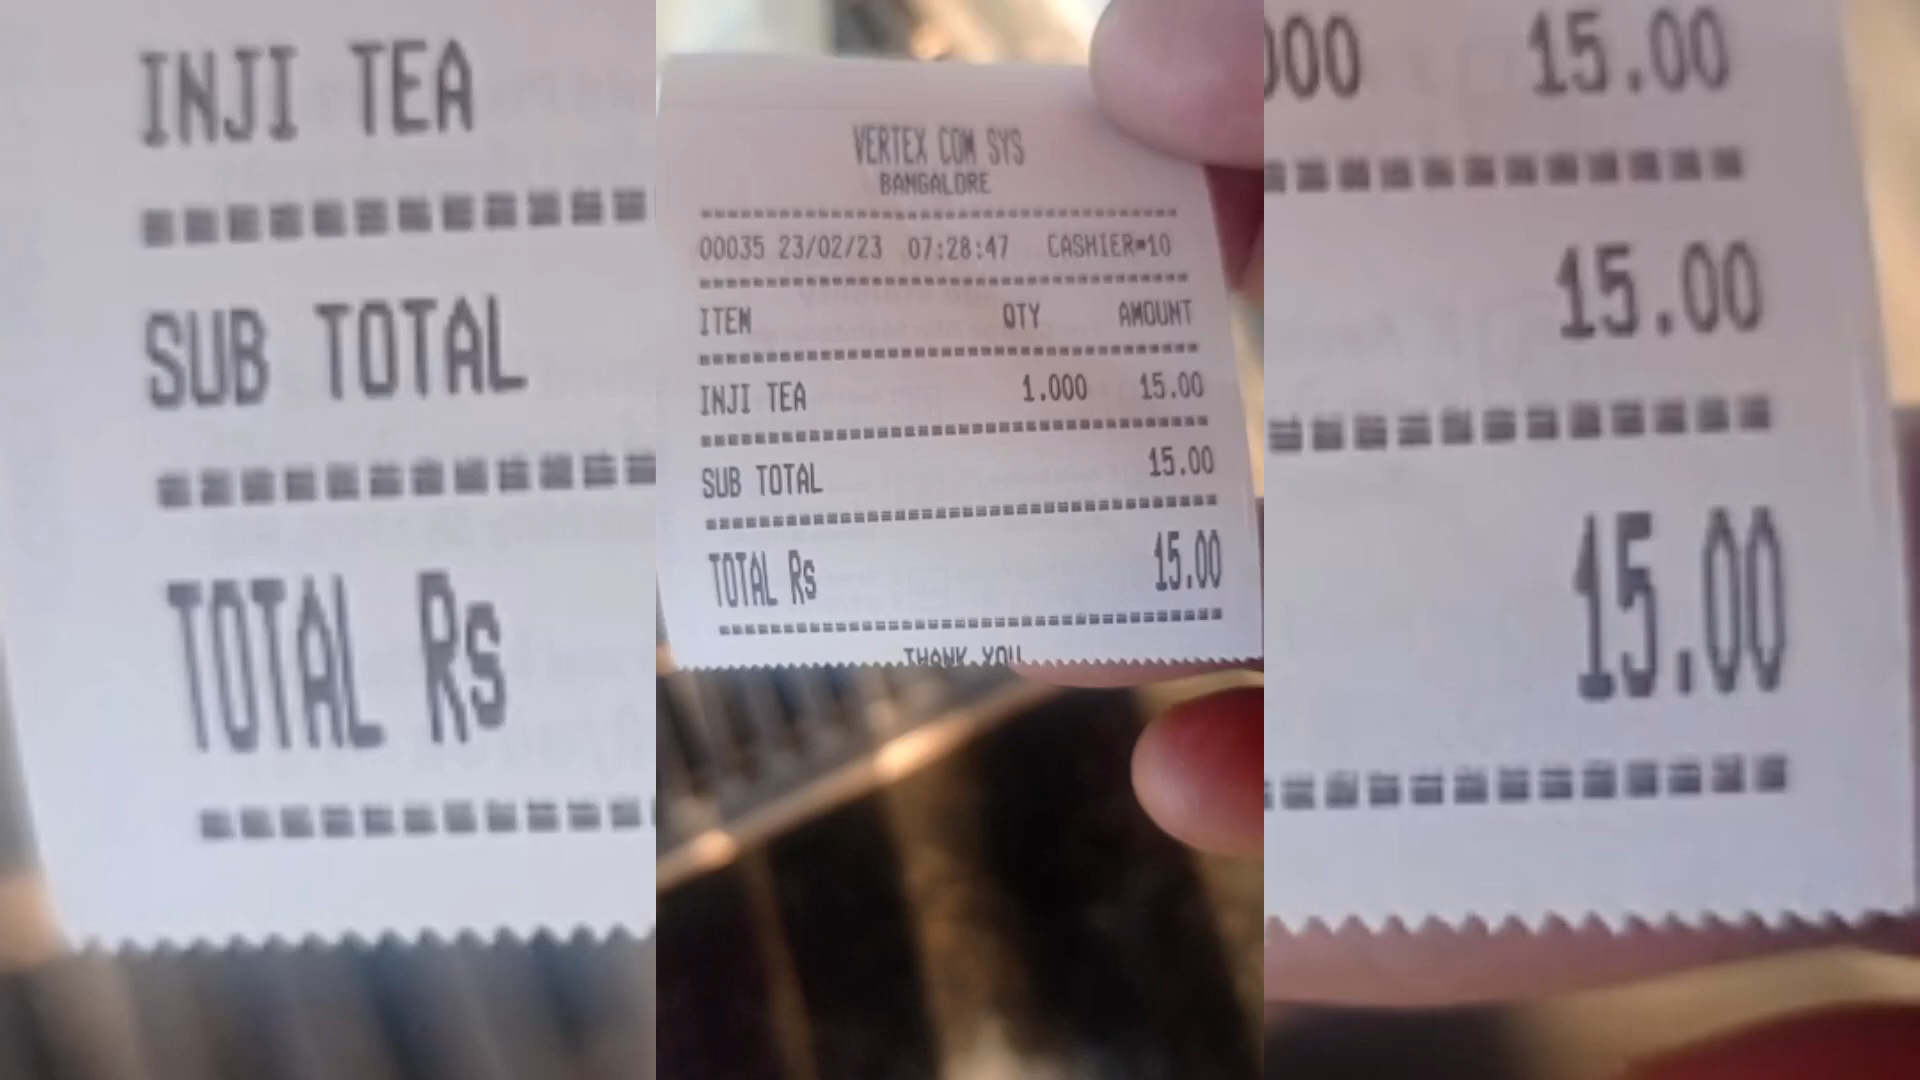 INJI TEA
SUB TOTAL
TOTAL Rs
VERTEX COM SYS
BANGALORE
00035 23/02/23 07:28:47 CASHIER#10
ITEM QTY AMOUNT
INJI TEA 1.000 15.00
SUB TOTAL 15.00
TOTAL Rs 15.00
THANK YOU
000 15.00
15.00
15.00